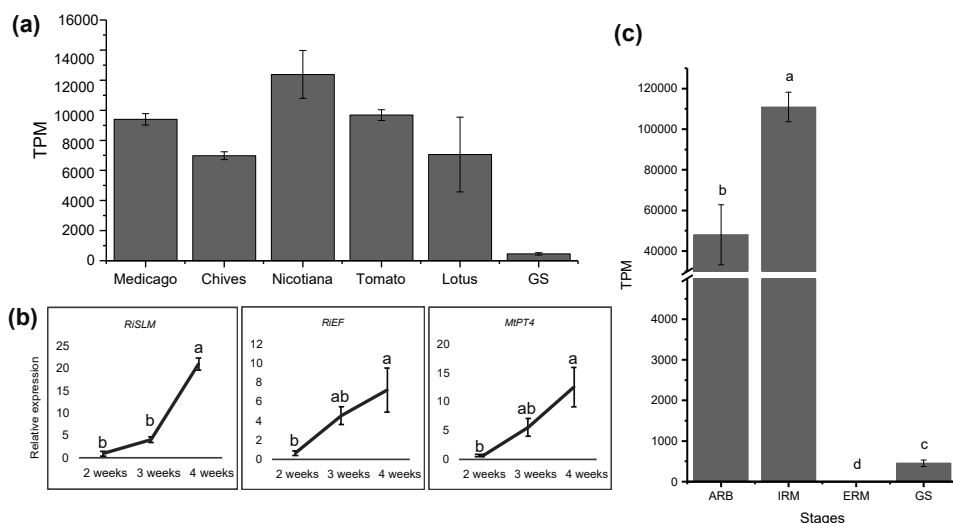 (a)
16000
14000
12000
10000
8000
6000
4000
2000
0
TPM
Medicago Chives Nicotiana Tomato Lotus GS
(b)
RiSLM
25
20
15
10
5
0
Relative expression
b
b
a
2 weeks 3 weeks 4 weeks
RiEF
12
10
8
6
4
2
0
b
ab
a
2 weeks 3 weeks 4 weeks
MtPT4
20
15
10
5
0
b
ab
a
2 weeks 3 weeks 4 weeks
(c)
120000
100000
80000
60000
40000
5000
4000
3000
2000
1000
0
TPM
b
a
d
c
ARB IRM ERM GS
Stages